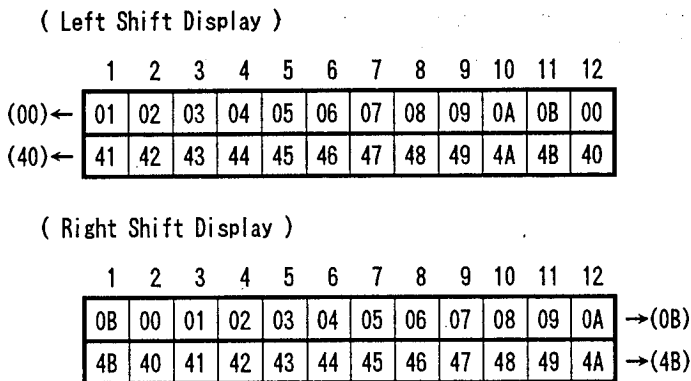 ( Left Shift Display )
1 2 3 4 5 6 7 8 9 10 11 12
(00)← 01 02 03 04 05 06 07 08 09 0A 0B 00
(40)← 41 42 43 44 45 46 47 48 49 4A 4B 40
( Right Shift Display )
1 2 3 4 5 6 7 8 9 10 11 12
0B 00 01 02 03 04 05 06 07 08 09 0A →(0B)
4B 40 41 42 43 44 45 46 47 48 49 4A →(4B)